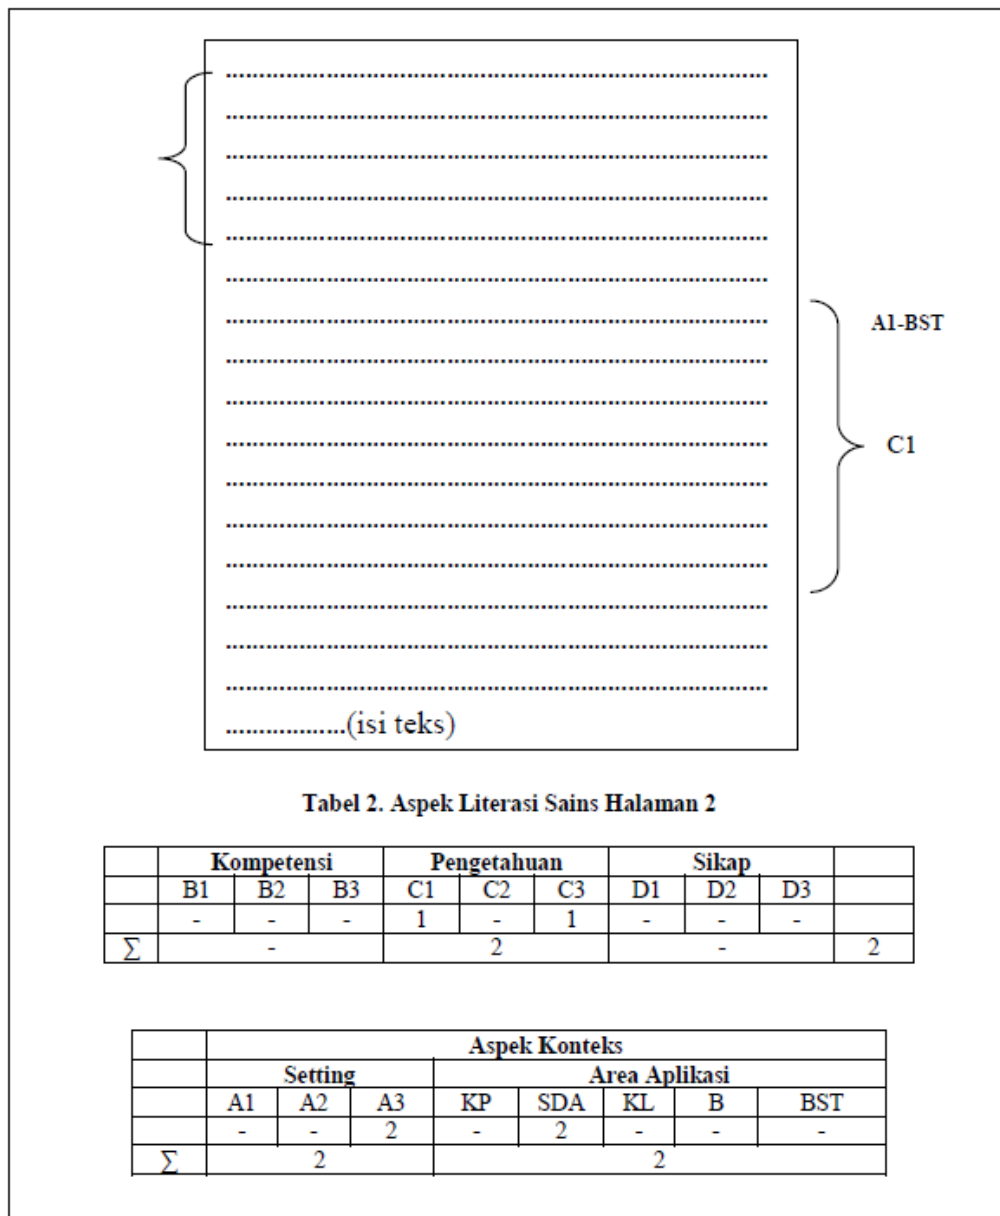 ................................................................................
................................................................................
................................................................................
................................................................................
................................................................................
................................................................................
................................................................................
A1-BST
................................................................................
................................................................................
................................................................................
C1
................................................................................
................................................................................
................................................................................
................................................................................
................................................................................
................................................................................
..................(isi teks)
Tabel 2. Aspek Literasi Sains Halaman 2
Kompetensi Pengetahuan Sikap
B1 B2 B3 C1 C2 C3 D1 D2 D3
- - - 1 - 1 - - -
∑ - 2 - 2
Aspek Konteks
Setting Area Aplikasi
A1 A2 A3 KP SDA KL B BST
- - 2 - 2 - - -
∑ 2 2